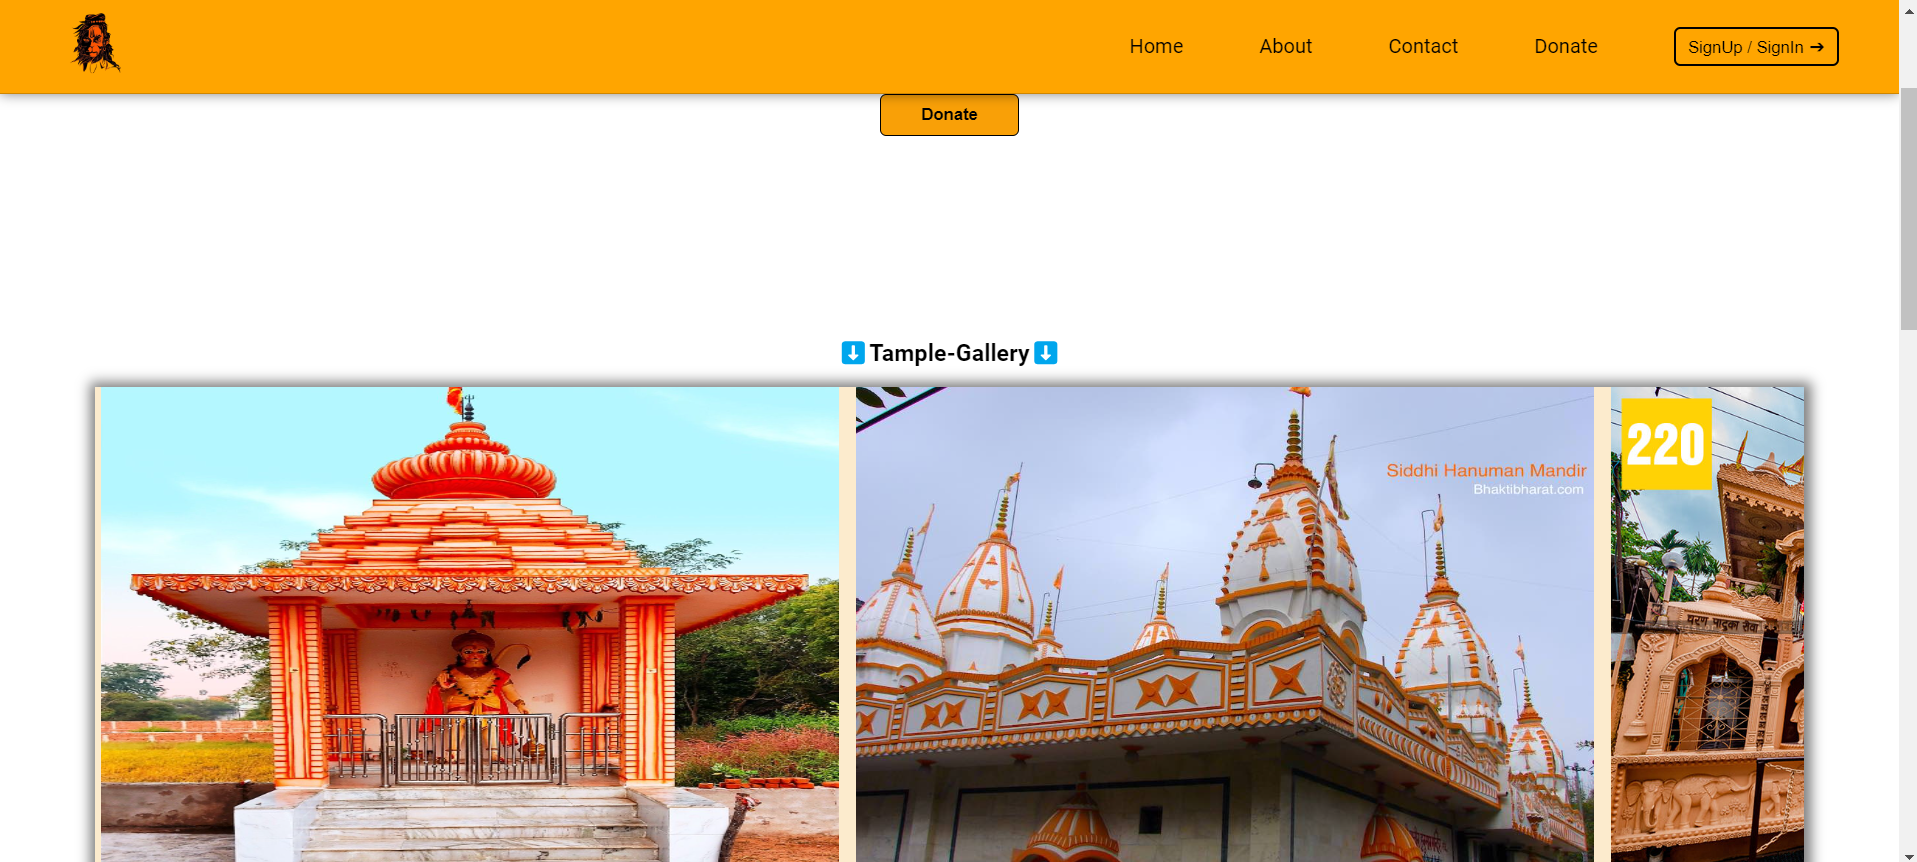 Home
About
Contact
Donate
SignUp / SignIn ➔
Donate
⬇️ Tample-Gallery ⬇️
Siddhi Hanuman Mandir
Bhaktibharat.com
220
चरण पादुका सेवा